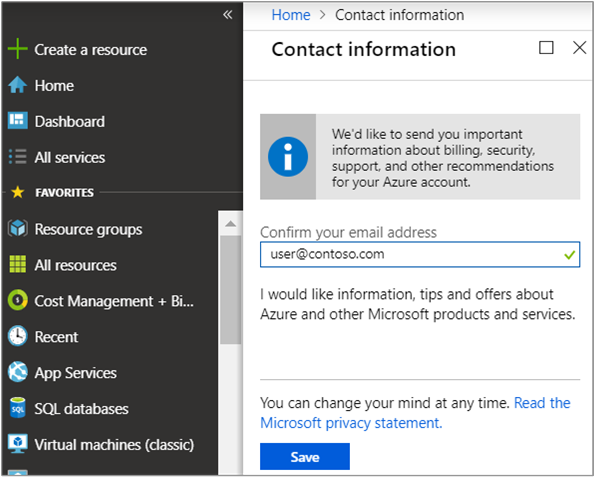 «
Create a resource
Home
Dashboard
All services
FAVORITES
Resource groups
All resources
Cost Management + Bi...
Recent
App Services
SQL
SQL databases
Virtual machines (classic)
Home > Contact information
Contact information
We'd like to send you important
information about billing, security,
support, and other recommendations
for your Azure account.
Confirm your email address
user@contoso.com
I would like information, tips and offers about
Azure and other Microsoft products and services.
You can change your mind at any time. Read the
Microsoft privacy statement.
Save